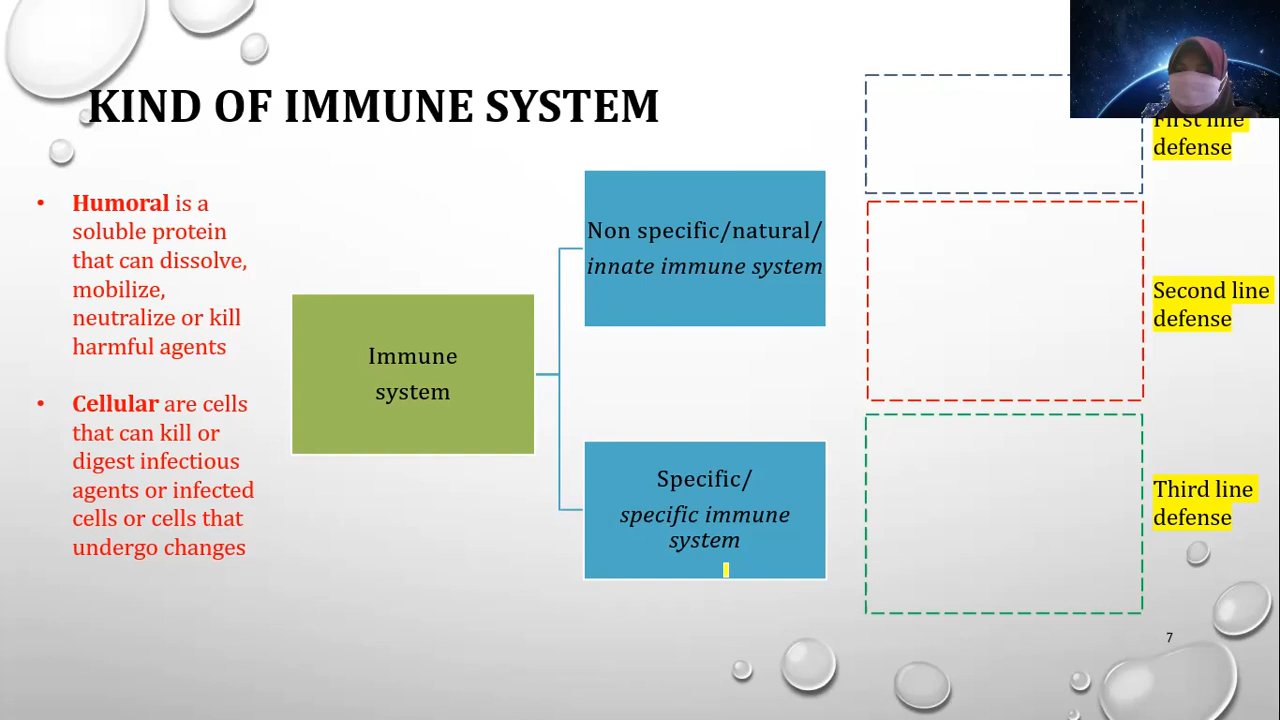 KIND OF IMMUNE SYSTEM
• Humoral is a
soluble protein
that can dissolve,
mobilize,
neutralize or kill
harmful agents
• Cellular are cells
that can kill or
digest infectious
agents or infected
cells or cells that
undergo changes
Immune
system
Non specific/natural/
innate immune system
Specific/
specific immune
system
First line
defense
Second line
defense
Third line
defense
7